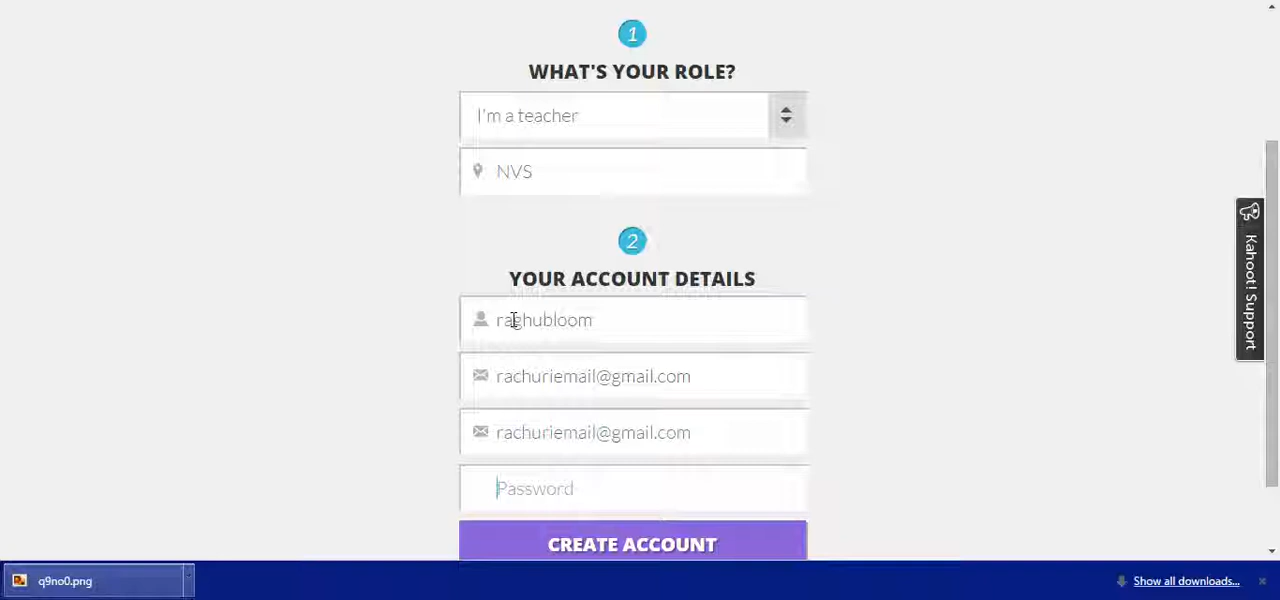 1
WHAT'S YOUR ROLE?
I'm a teacher
NVS
2
YOUR ACCOUNT DETAILS
raghubloom
rachuriemail@gmail.com
rachuriemail@gmail.com
Password
CREATE ACCOUNT
Kahoot! Support
q9no0.png
Show all downloads...